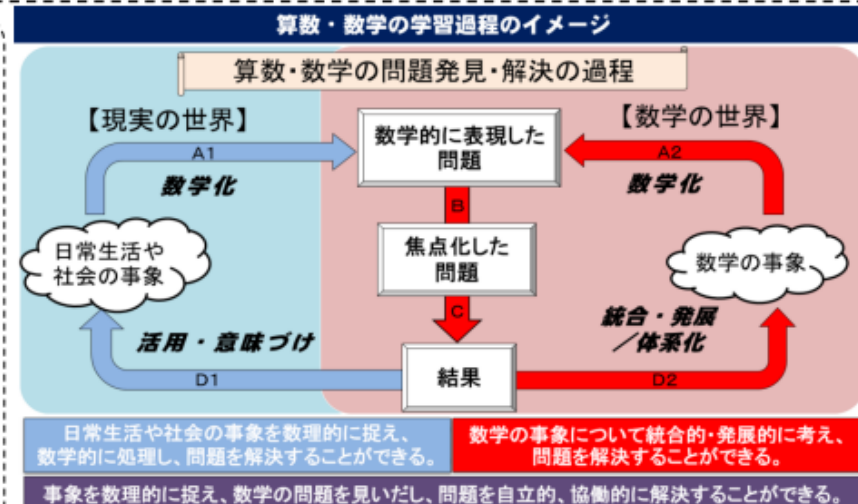 算数・数学の学習過程のイメージ
算数・数学の問題発見・解決の過程
【現実の世界】
【数学の世界】
A1
数学化
数学的に表現した
問題
A2
数学化
B
日常生活や
社会の事象
焦点化した
問題
数学の事象
C
活用・意味づけ
統合・発展
／体系化
D1
結果
D2
日常生活や社会の事象を数理的に捉え、
数学的に処理し、問題を解決することができる。
数学の事象について統合的・発展的に考え、
問題を解決することができる。
事象を数理的に捉え、数学の問題を見いだし、問題を自立的、協働的に解決することができる。